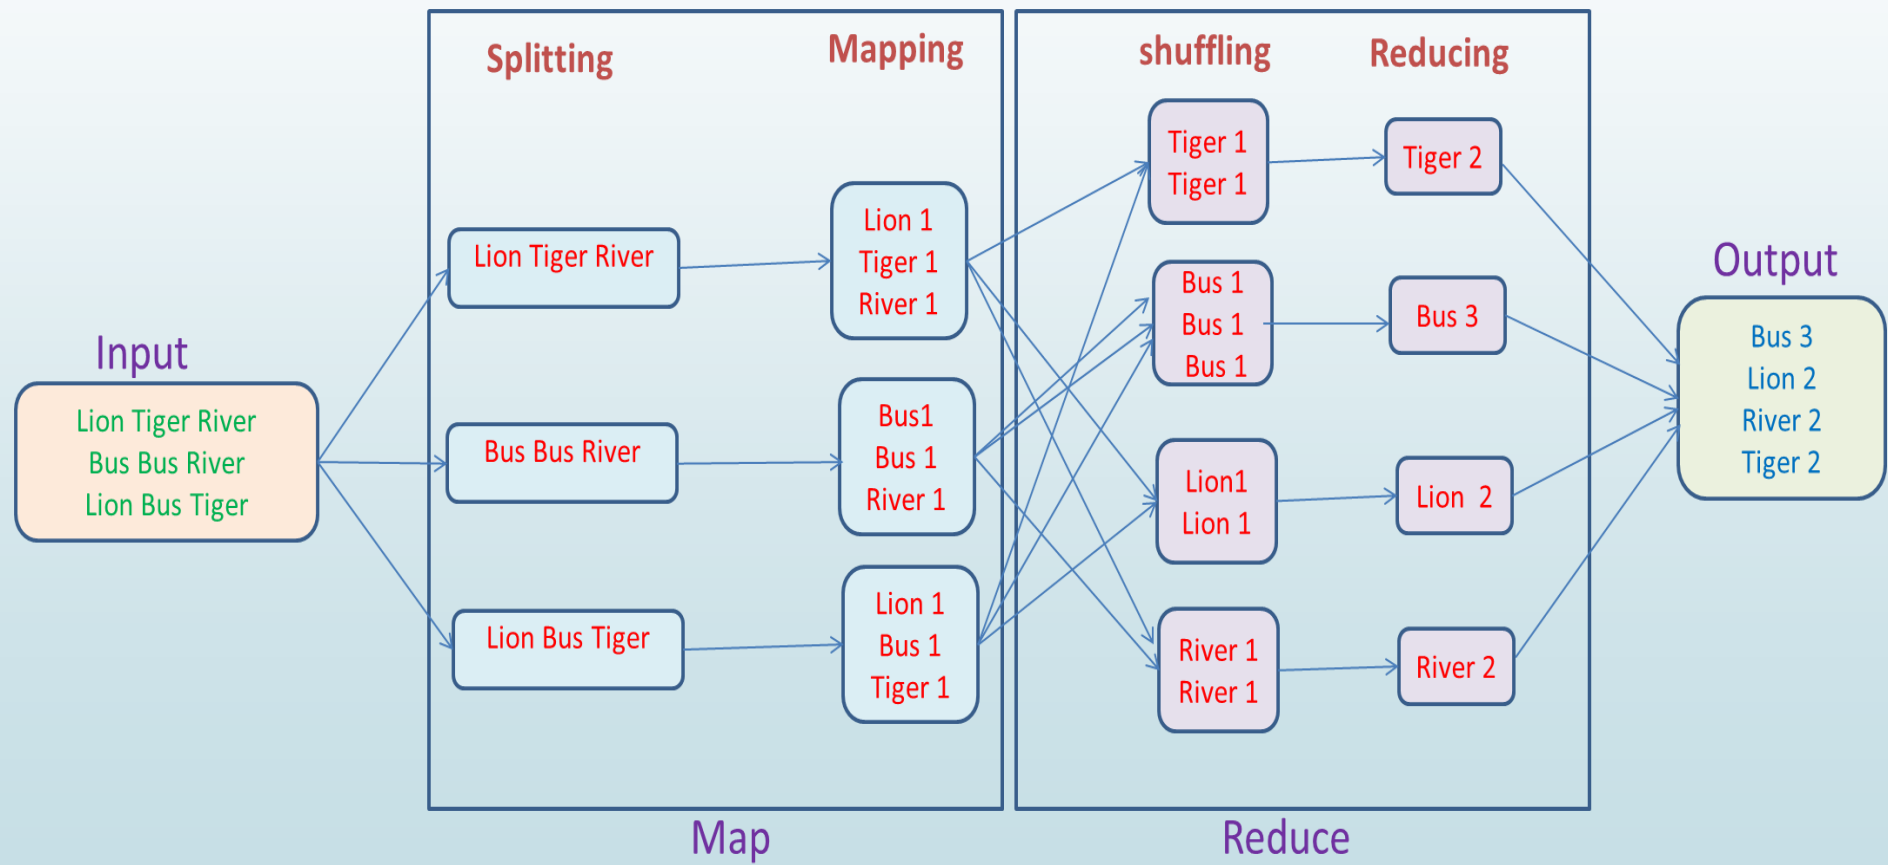 Input
Lion Tiger River
Bus Bus River
Lion Bus Tiger
Splitting
Lion Tiger River
Bus Bus River
Lion Bus Tiger
Mapping
Lion 1
Tiger 1
River 1
Bus1
Bus 1
River 1
Lion 1
Bus 1
Tiger 1
Map
shuffling
Tiger 1
Tiger 1
Bus 1
Bus 1
Bus 1
Lion1
Lion 1
River 1
River 1
Reducing
Tiger 2
Bus 3
Lion  2
River 2
Reduce
Output
Bus 3
Lion 2
River 2
Tiger 2